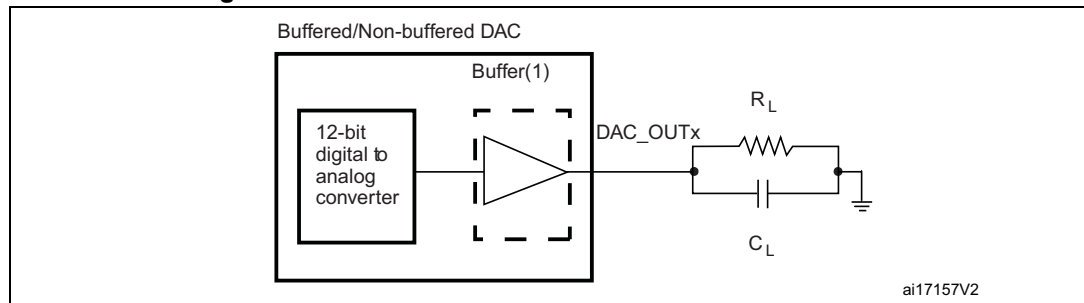 Buffered/Non-buffered DAC
Buffer(1)
12-bit
digital to
analog
converter
DAC_OUTx
R L
C L
ai17157V2